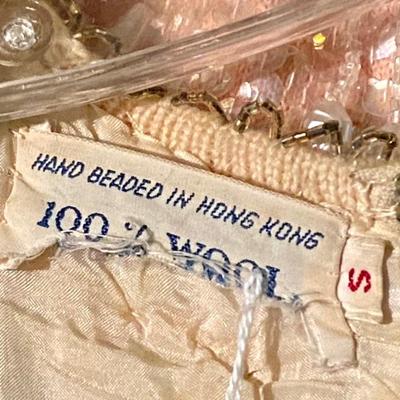 HAND BEADED IN HONG KONG
100 % WOOL
S